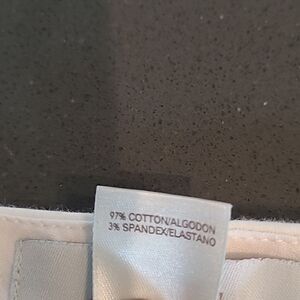 97% COTTON/ALGODON
3% SPANDEX/ELASTANO